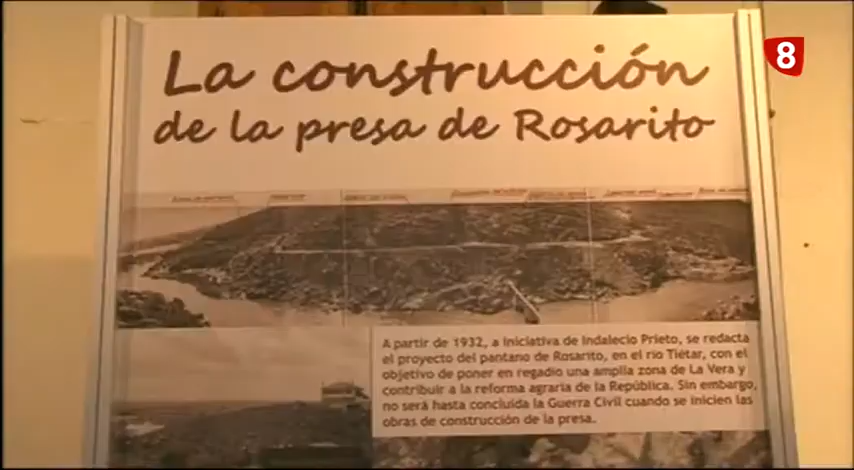 8
La construcción
de la presa de Rosarito
A partir de 1932, a iniciativa de Indalecio Prieto, se redacta
el proyecto del pantano de Rosarito, en el río Tiétar, con el
objetivo de poner en regadío una amplia zona de La Vera y
contribuir a la reforma agraria de la República. Sin embargo,
no será hasta concluida la Guerra Civil cuando se inicien las
obras de construcción de la presa.